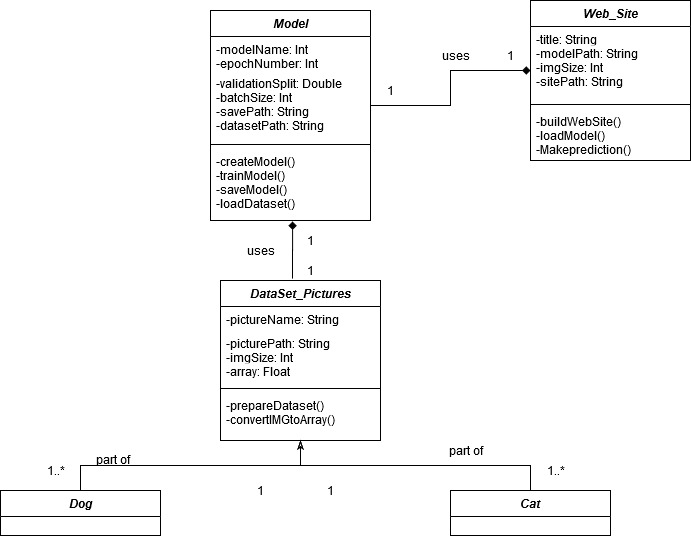 Model
-modelName: Int
-epochNumber: Int
-validationSplit: Double
-batchSize: Int
-savePath: String
-datasetPath: String
-createModel()
-trainModel()
-saveModel()
-loadDataset()
uses
1
1
Web_Site
-title: String
-modelPath: String
-imgSize: Int
-sitePath: String
-buildWebSite()
-loadModel()
-Makeprediction()
uses
1
1
DataSet_Pictures
-pictureName: String
-picturePath: String
-imgSize: Int
-array: Float
-prepareDataset()
-convertIMGtoArray()
part of
part of
1..*
1..*
1
1
Dog
Cat